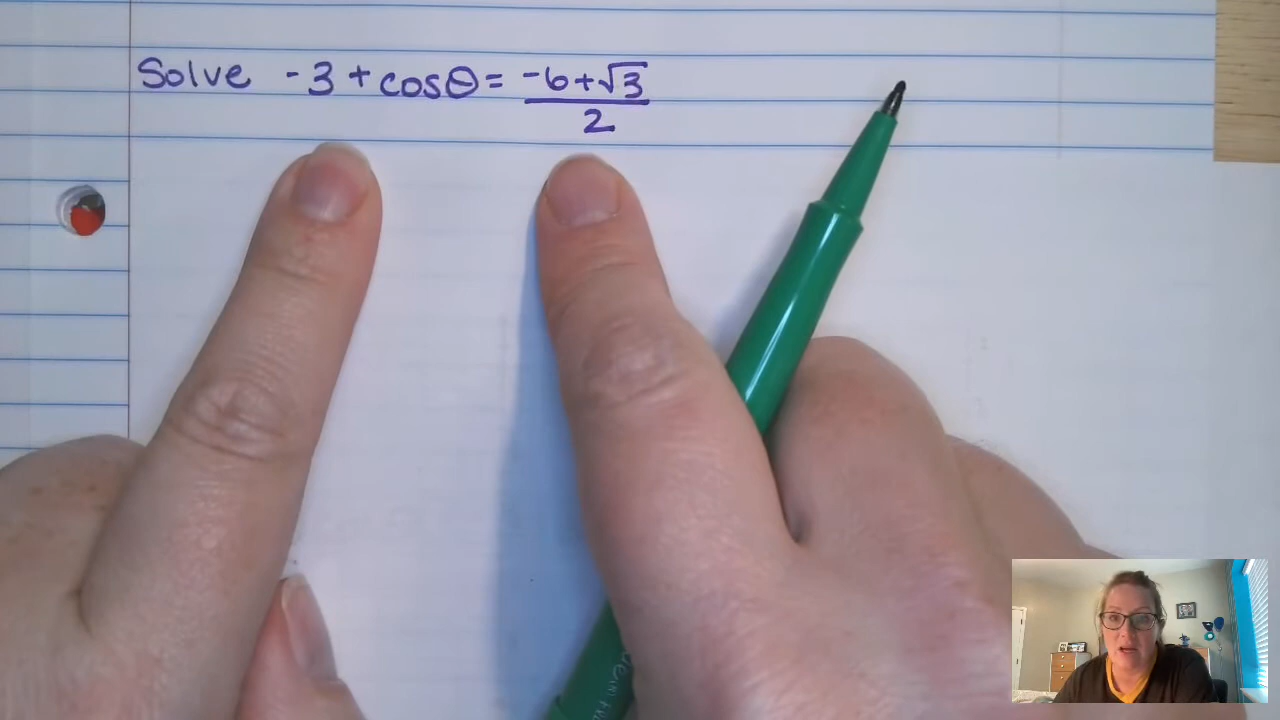 Solve -3 + cosθ = (-6+√3)/2